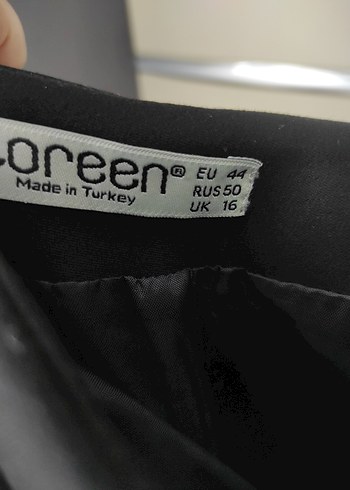 oreen®
Made in Turkey
EU 44
RUS 50
UK 16